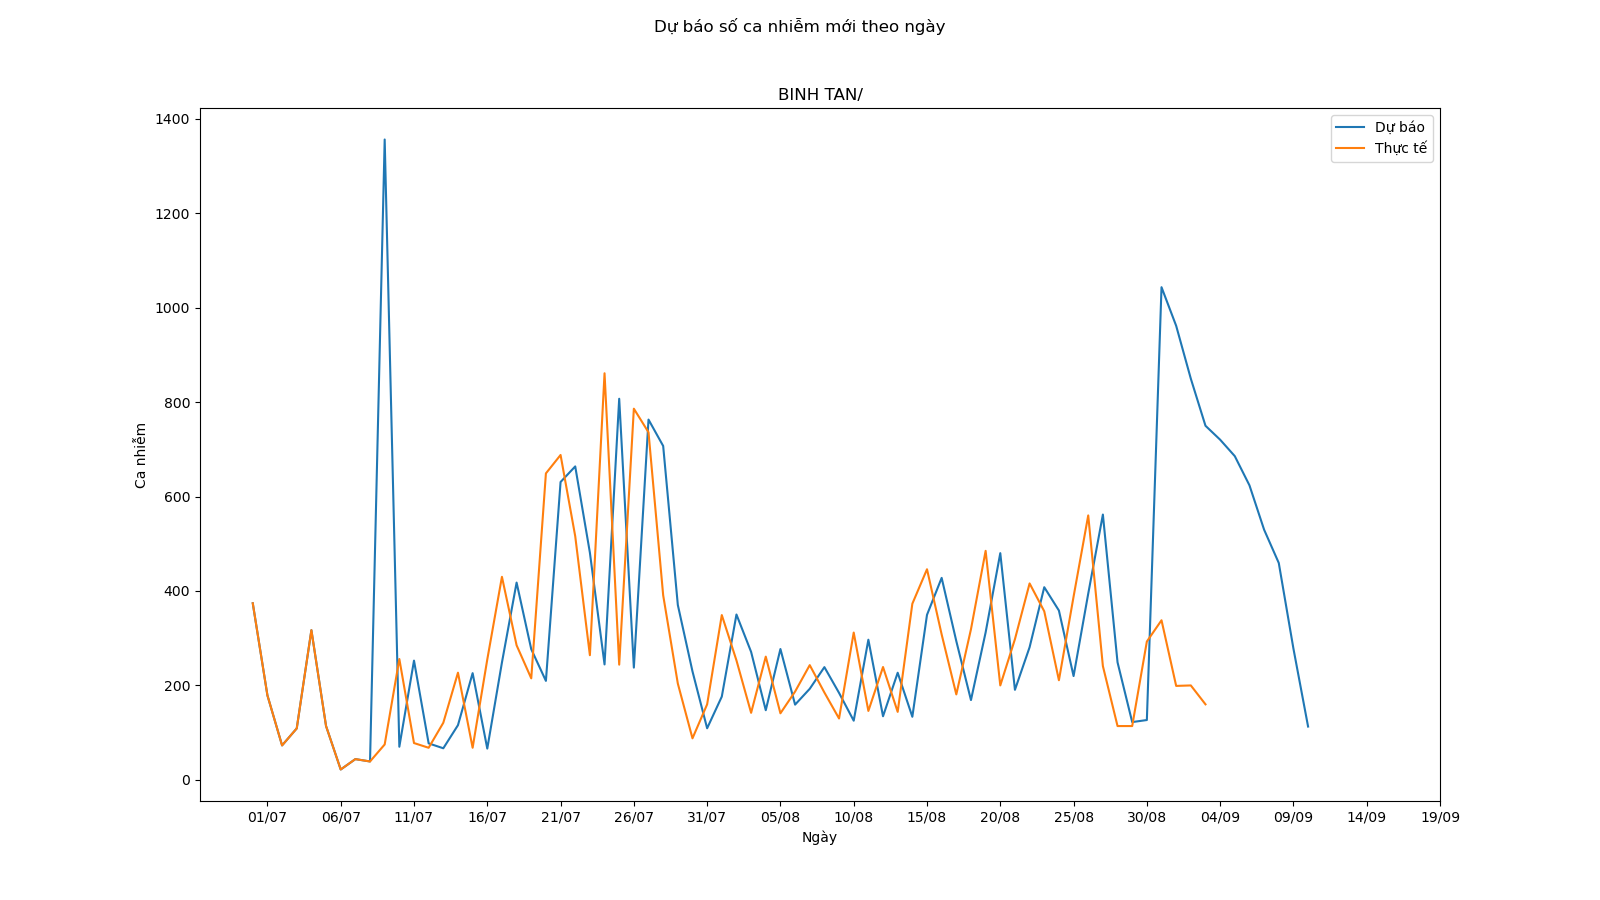 Dự báo số ca nhiễm mới theo ngày
BINH TAN/
Dự báo
Thực tế
1400
1200
1000
800
600
400
200
0
Ca nhiễm
01/07 06/07 11/07 16/07 21/07 26/07 31/07 05/08 10/08 15/08 20/08 25/08 30/08 04/09 09/09 14/09 19/09
Ngày